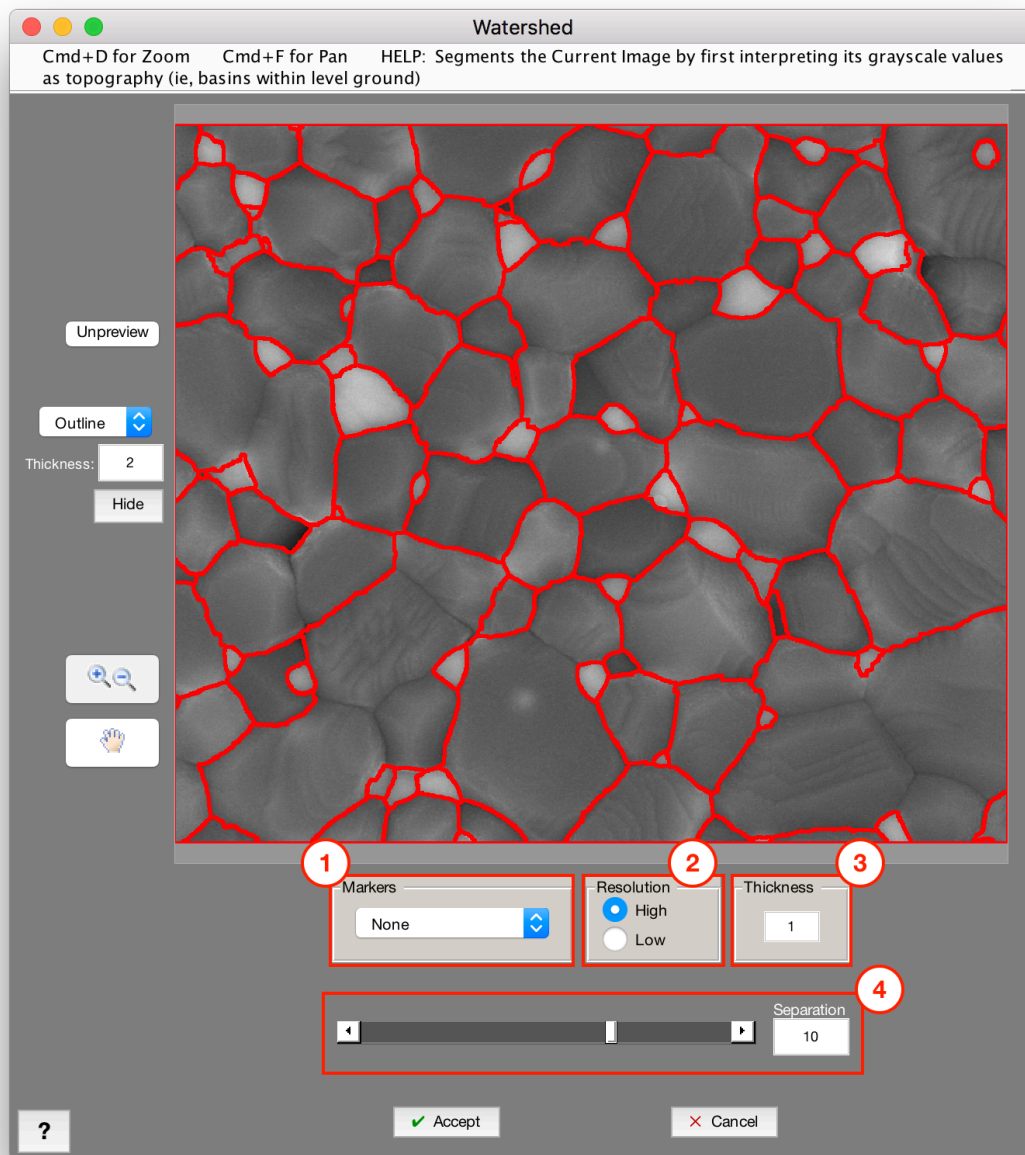 Watershed
Cmd+D for Zoom Cmd+F for Pan HELP: Segments the Current Image by first interpreting its grayscale values
as topography (ie, basins within level ground)
Unpreview
Outline
Thickness: 2
Hide
1
2
3
Markers
Resolution
Thickness
None
High
Low
1
4
Separation
10
?
Accept
Cancel